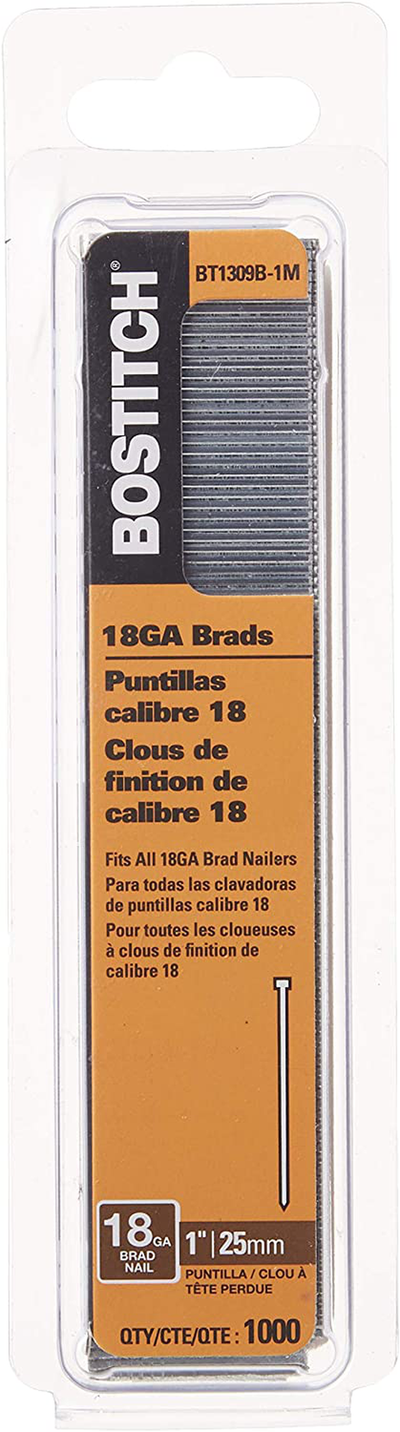 BOSTITCH®
BT1309B-1M
18GA Brads
Puntillas
calibre 18
Clous de
finition de
calibre 18
Fits All 18GA Brad Nailers
Para todas las clavadoras
de puntillas calibre 18
Pour toutes les cloueuses
à clous de finition de
calibre 18
18GA
BRAD
NAIL
1" | 25mm
PUNTILLA / CLOU À
TÊTE PERDUE
QTY/CTE/QTE : 1000